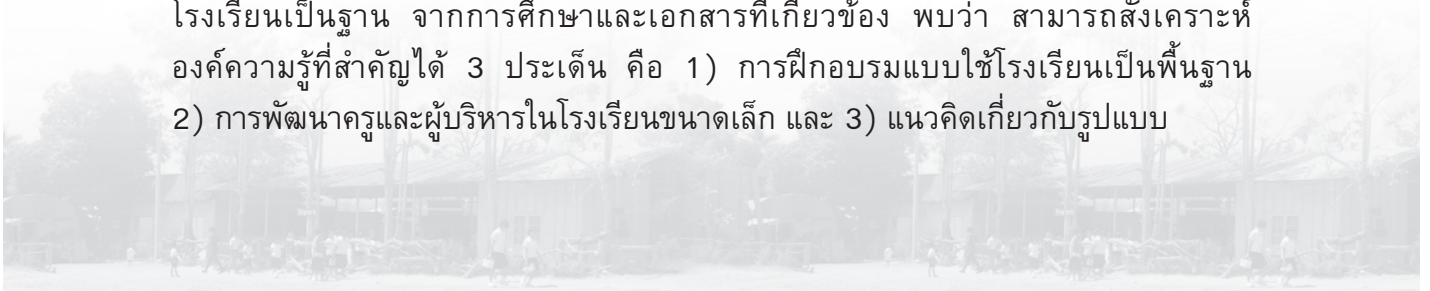 โรงเรียนเป็นฐาน จากการศึกษาและเอกสารที่เกี่ยวข้อง พบว่า สามารถสังเคราะห์
องค์ความรู้ที่สำคัญได้ 3 ประเด็น คือ 1) การฝึกอบรมแบบใช้โรงเรียนเป็นพื้นฐาน
2) การพัฒนาครูและผู้บริหารในโรงเรียนขนาดเล็ก และ 3) แนวคิดเกี่ยวกับรูปแบบ